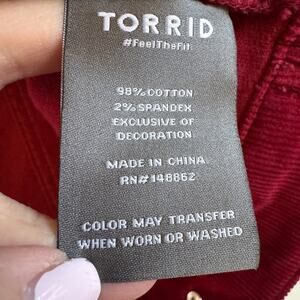 TORRID
#FeelTheFit
98% COTTON
2% SPANDEX
EXCLUSIVE OF
DECORATION.
MADE IN CHINA
RN# 148862
COLOR MAY TRANSFER
WHEN WORN OR WASHED